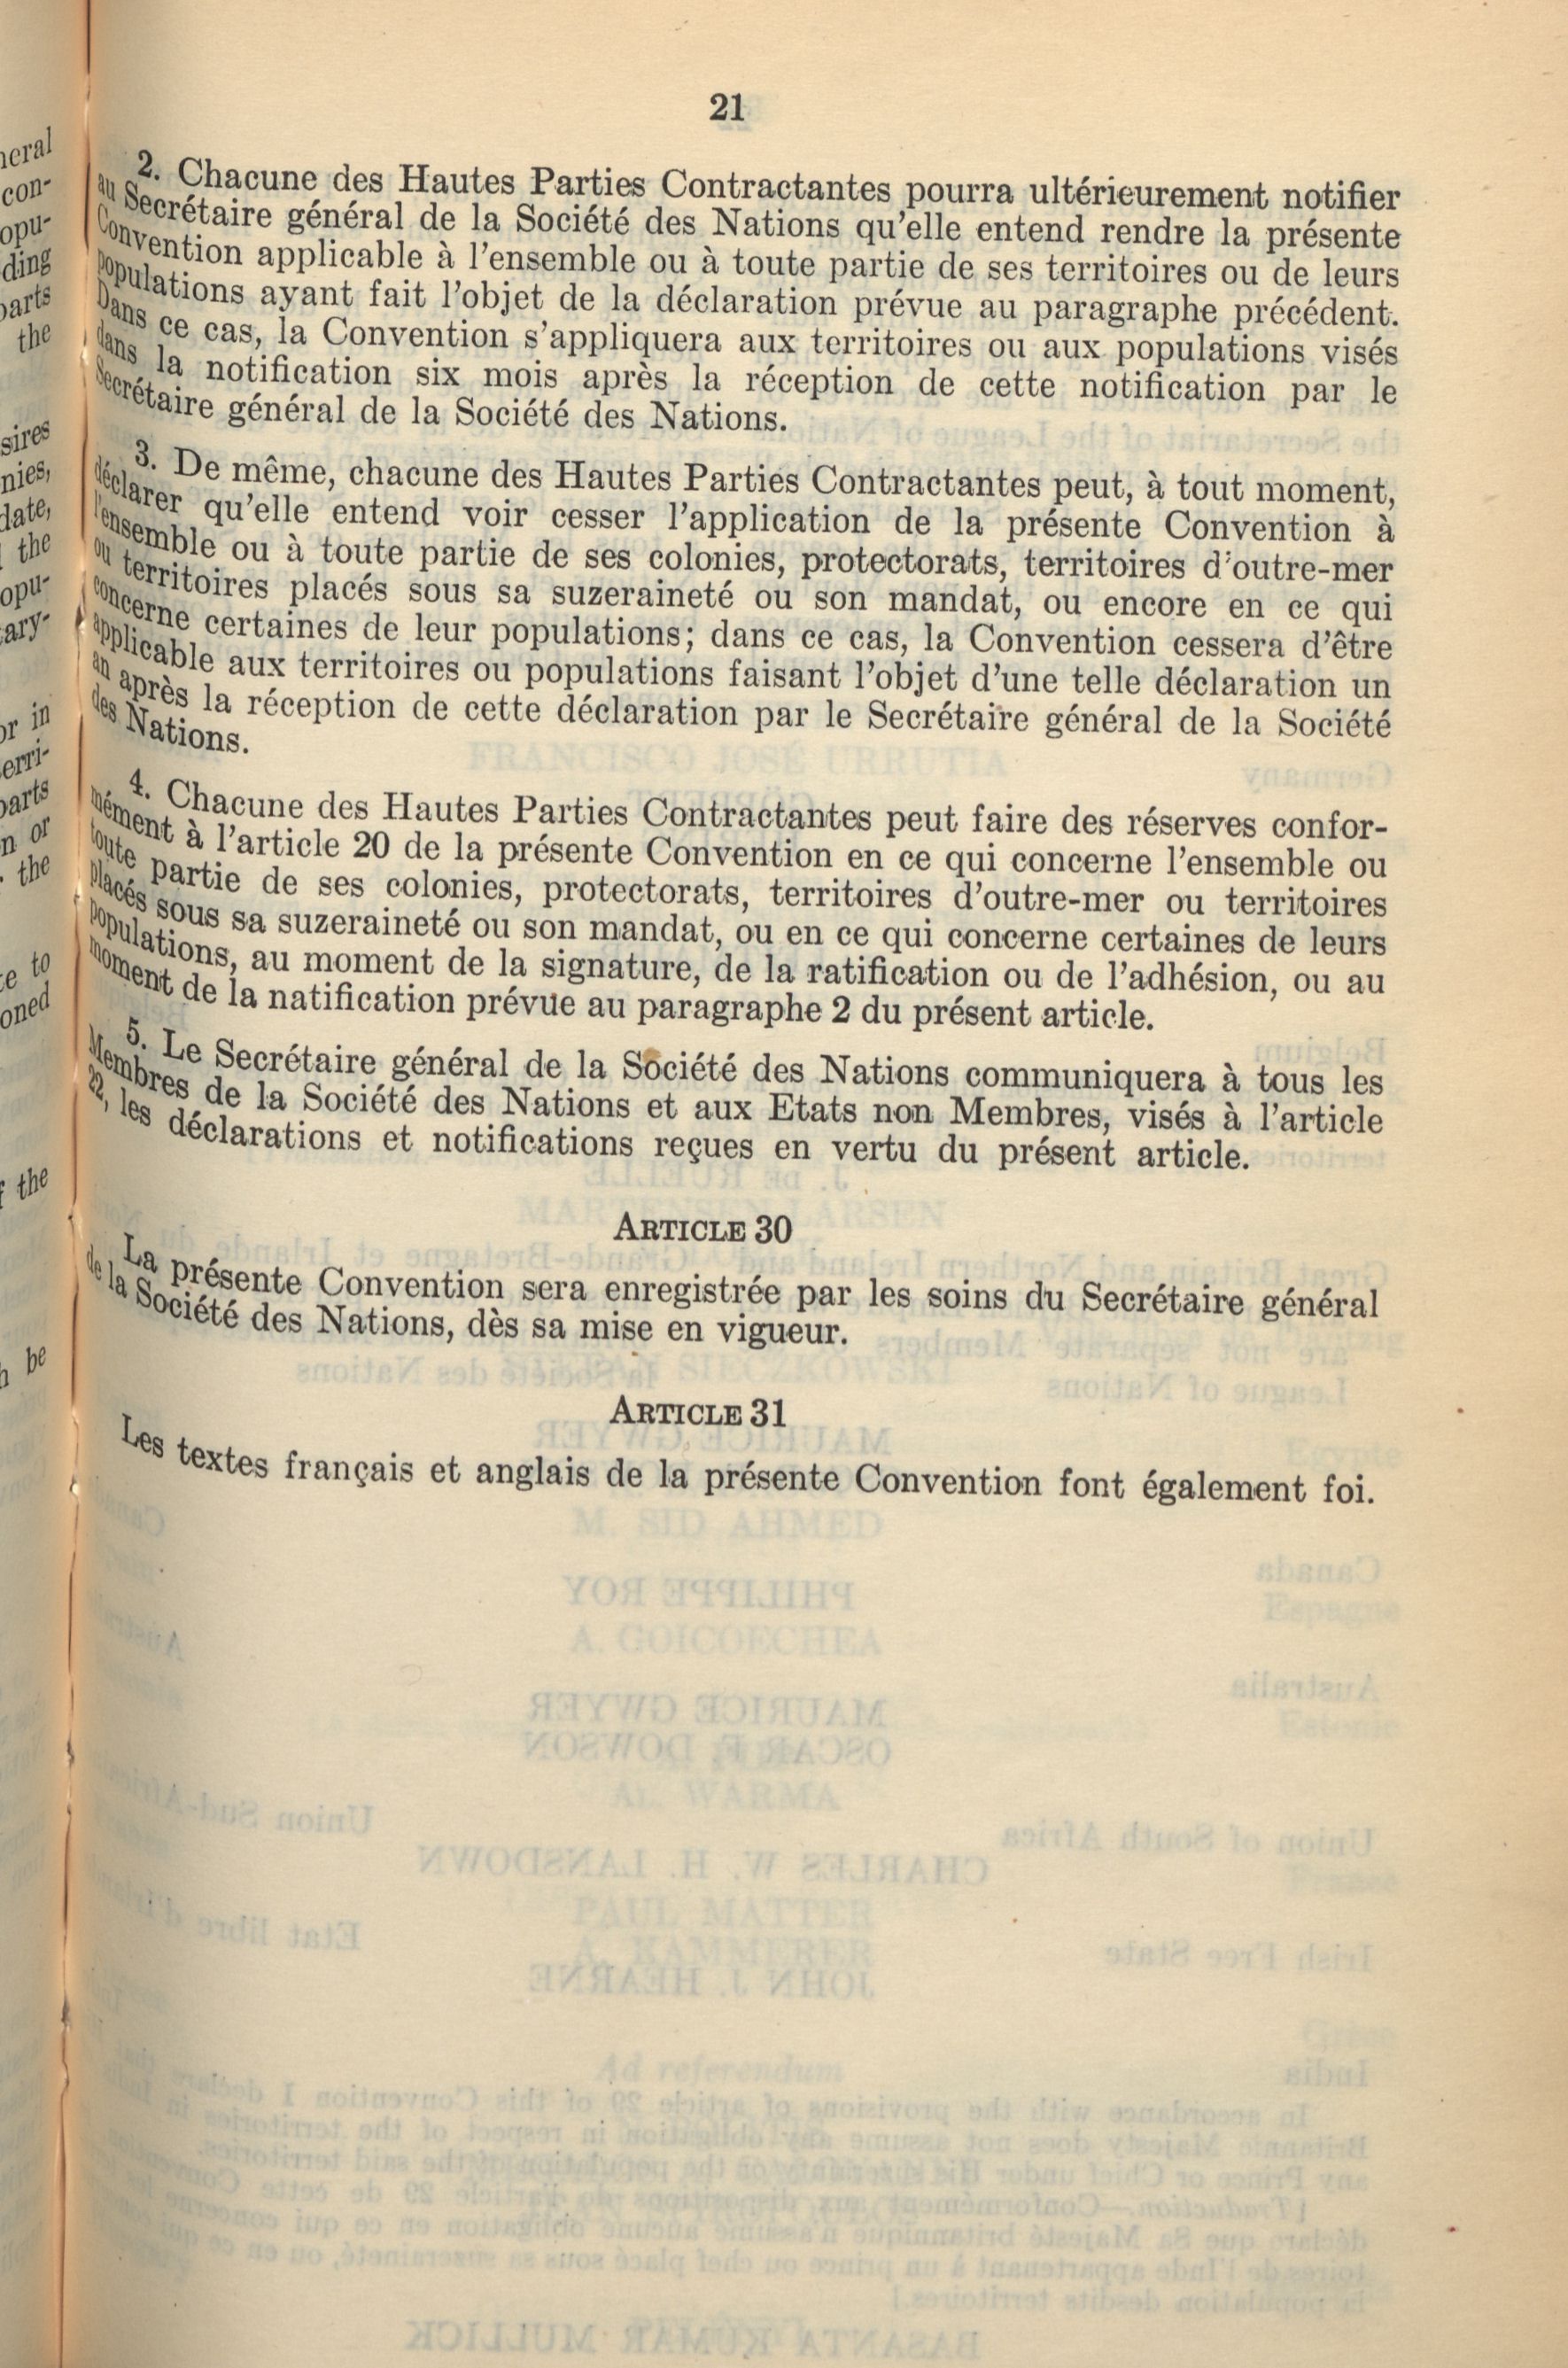 21
2. Chacune des Hautes Parties Contractantes pourra ultérieurement notifier
au Secrétaire général de la Société des Nations qu'elle entend rendre la présente
Convention applicable à l'ensemble ou à toute partie de ses territoires ou de leurs
populations ayant fait l'objet de la déclaration prévue au paragraphe précédent.
Dans ce cas, la Convention s'appliquera aux territoires ou aux populations visés
dans la notification six mois après la réception de cette notification par le
Secrétaire général de la Société des Nations.
3. De même, chacune des Hautes Parties Contractantes peut, à tout moment,
déclarer qu'elle entend voir cesser l'application de la présente Convention à
l'ensemble ou à toute partie de ses colonies, protectorats, territoires d'outre-mer
ou territoires placés sous sa suzeraineté ou son mandat, ou encore en ce qui
concerne certaines de leur populations; dans ce cas, la Convention cessera d'être
applicable aux territoires ou populations faisant l'objet d'une telle déclaration un
an après la réception de cette déclaration par le Secrétaire général de la Société
des Nations.
4. Chacune des Hautes Parties Contractantes peut faire des réserves confor-
mément à l'article 20 de la présente Convention en ce qui concerne l'ensemble ou
toute partie de ses colonies, protectorats, territoires d'outre-mer ou territoires
placés sous sa suzeraineté ou son mandat, ou en ce qui concerne certaines de leurs
populations, au moment de la signature, de la ratification ou de l'adhésion, ou au
moment de la natification prévue au paragraphe 2 du présent article.
5. Le Secrétaire général de la Société des Nations communiquera à tous les
Membres de la Société des Nations et aux Etats non Membres, visés à l'article
22, les déclarations et notifications reçues en vertu du présent article.
ARTICLE 30
La présente Convention sera enregistrée par les soins du Secrétaire général
de la Société des Nations, dès sa mise en vigueur.
ARTICLE 31
Les textes français et anglais de la présente Convention font également foi.